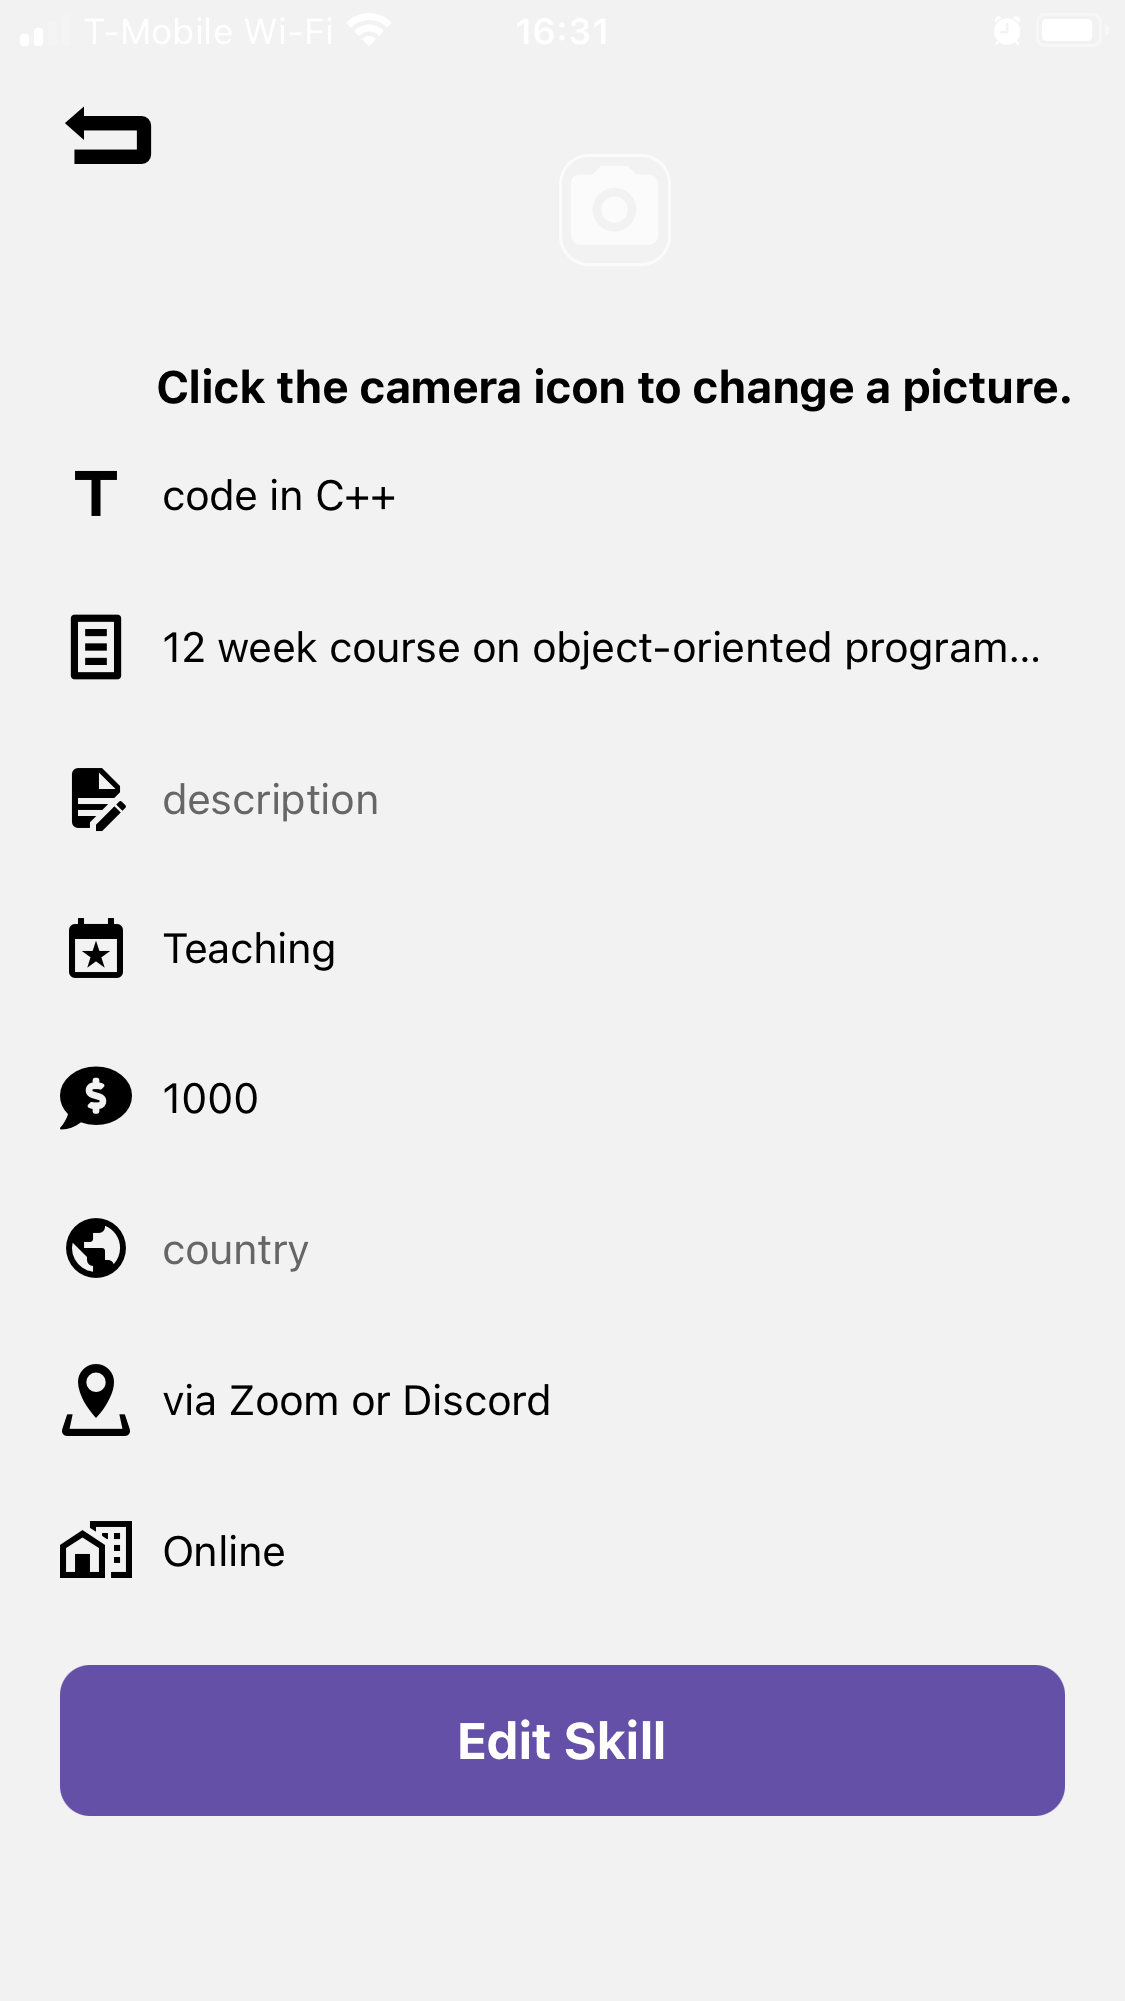 T-Mobile Wi-Fi 16:31
Click the camera icon to change a picture.
code in C++
12 week course on object-oriented program...
description
Teaching
1000
country
via Zoom or Discord
Online
Edit Skill